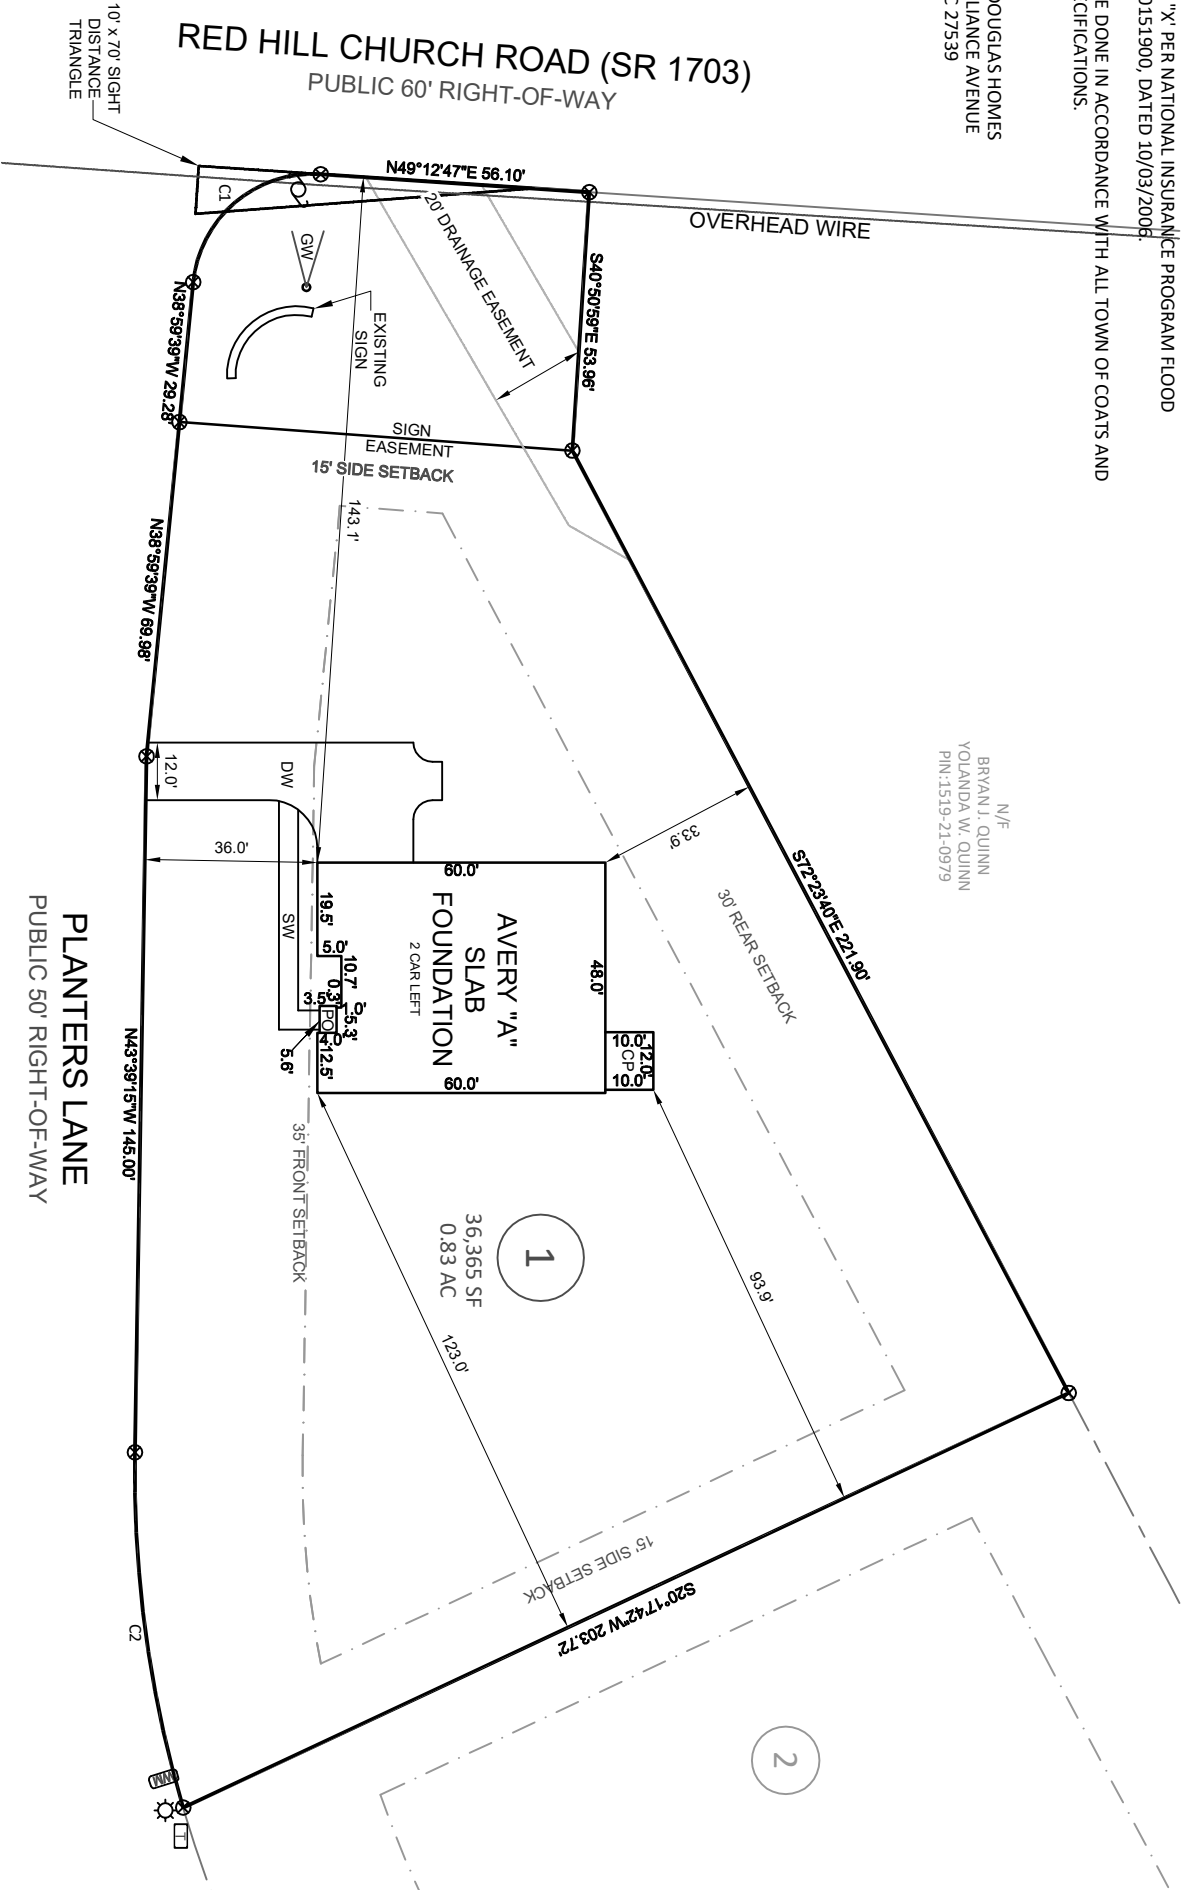 "X" PER NATIONAL INSURANCE PROGRAM FLOOD
0151900, DATED 10/03/2006.
E DONE IN ACCORDANCE WITH ALL TOWN OF COATS AND
CIFICATIONS.
DOUGLAS HOMES
LIANCE AVENUE
C 27539
RED HILL CHURCH ROAD (SR 1703)
PUBLIC 60' RIGHT-OF-WAY
10' x 70' SIGHT
DISTANCE
TRIANGLE
N49°12'47"E 56.10'
OVERHEAD WIRE
C1
GW
20' DRAINAGE EASEMENT
S40°50'59"E 53.96'
EXISTING
SIGN
N38°59'39"W 29.28'
SIGN
EASEMENT
15' SIDE SETBACK
143.1'
N38°59'39"W 69.98'
N/F
BRYAN J. QUINN
YOLANDA W. QUINN
PIN:1519-21-0979
12.0'
DW
36.0'
SW
33.9'
S72°23'40"E 221.90'
30' REAR SETBACK
60.0'
48.0'
AVERY "A"
SLAB
FOUNDATION
2 CAR LEFT
19.5'
5.0'
10.7'
0.3'
3.5'
1.0'
5.3'
PO
4.0'
12.5'
5.6'
60.0'
10.0'
12.0'
CP
10.0'
N43°39'15"W 145.00'
PLANTERS LANE
PUBLIC 50' RIGHT-OF-WAY
35' FRONT SETBACK
1
36,365 SF
0.83 AC
93.9'
123.0'
15' SIDE SETBACK
S20°17'42"W 203.72'
C2
2
WM
T